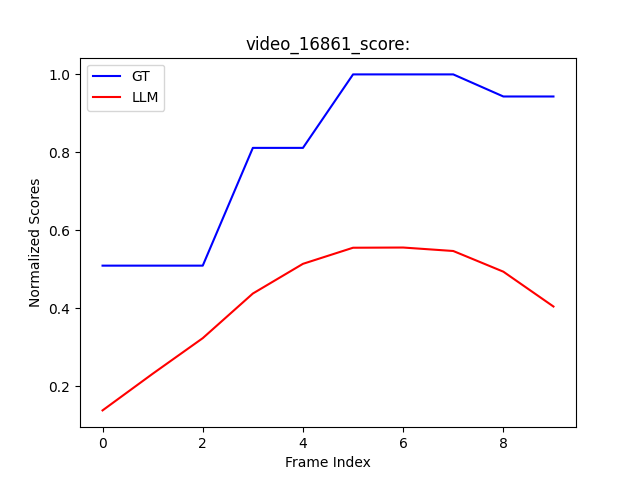 video_16861_score:
GT
LLM
1.0
0.8
0.6
0.4
0.2
Normalized Scores
0 2 4 6 8
Frame Index